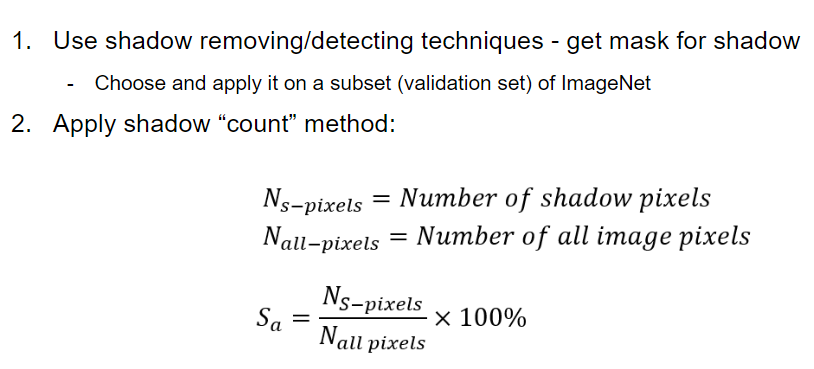 1. Use shadow removing/detecting techniques - get mask for shadow
- Choose and apply it on a subset (validation set) of ImageNet
2. Apply shadow “count” method:
N_{s-pixels} = Number of shadow pixels
N_{all-pixels} = Number of all image pixels
S_a = \frac{N_{s-pixels}}{N_{all pixels}} × 100%